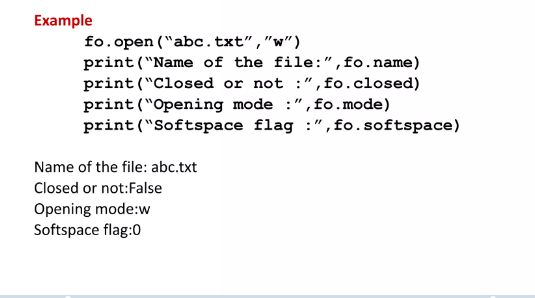 Example
fo.open(“abc.txt”,”w”)
print(“Name of the file:”,fo.name)
print(“Closed or not :”,fo.closed)
print(“Opening mode :”,fo.mode)
print(“Softspace flag :”,fo.softspace)
Name of the file: abc.txt
Closed or not:False
Opening mode:w
Softspace flag:0